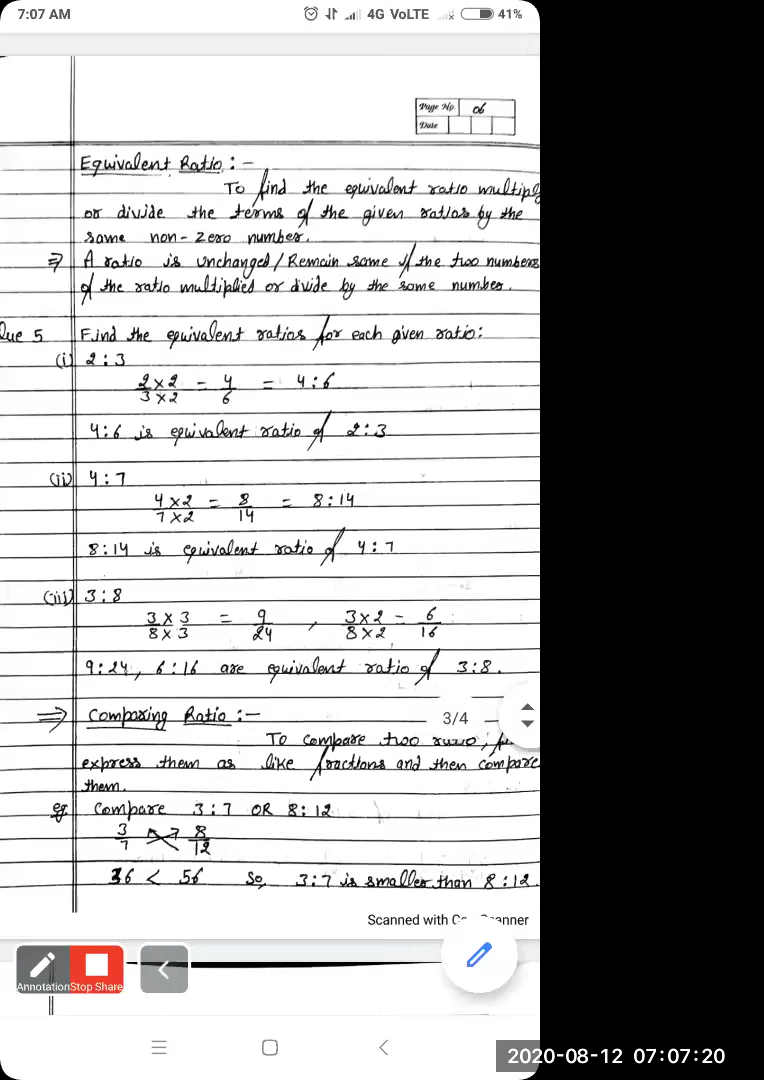 7:07 AM 4G VoLTE 41%
Page No. 06
Date
Equivalent Ratio :-
To find the equivalent ratio multiply
or divide the terms of the given ratios by the
same non-zero number.
⇒ A ratio is unchanged/Remain same if the two numbers
of the ratio multiplied or divide by the same number.
Que 5 Find the equivalent ratios for each given ratio:
(i) 2:3
2×2/3×2 = 4/6 = 4:6
4:6 is equivalent ratio of 2:3
(ii) 4:7
4×2/7×2 = 8/14 = 8:14
8:14 is equivalent ratio of 4:7
(iii) 3:8
3×3/8×3 = 9/24 , 3×2/8×2 = 6/16
9:24, 6:16 are equivalent ratio of 3:8.
⇒ Comparing Ratio :-
3/4
To compare two
express them as like fractions and then compare
them.
eg. Compare 3:7 OR 8:12
3/7 8/12
36 < 56 So, 3:7 is smaller than 8:12.
Scanned with
Annotation Stop Share
2020-08-12 07:07:20